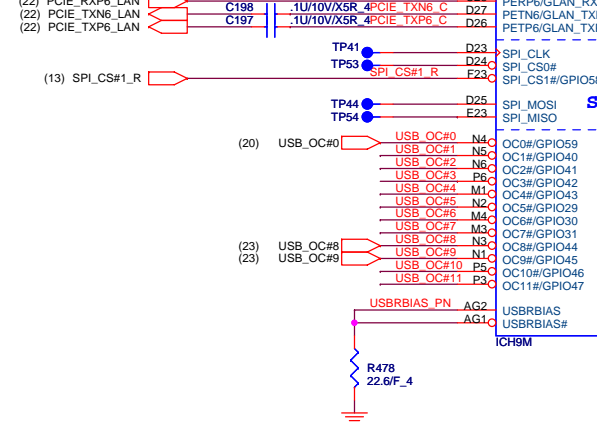 (22) PCIE_RXP6_LAN
(22) PCIE_TXN6_LAN C198 .1U/10V/X5R_4 PCIE_TXN6_C D27 PETN6/GLAN_TX
(22) PCIE_TXP6_LAN C197 .1U/10V/X5R_4 PCIE_TXP6_C D26 PETP6/GLAN_TX
TP41 D23 SPI_CLK
TP53 D24 SPI_CS0#
(13) SPI_CS#1_R SPI_CS#1_R F23 SPI_CS1#/GPIO58
TP44 D25 SPI_MOSI S
TP54 E23 SPI_MISO
(20) USB_OC#0 USB_OC#0 N4 OC0#/GPIO59
USB_OC#1 N5 OC1#/GPIO40
USB_OC#2 N6 OC2#/GPIO41
USB_OC#3 P6 OC3#/GPIO42
USB_OC#4 M1 OC4#/GPIO43
USB_OC#5 N2 OC5#/GPIO29
USB_OC#6 M4 OC6#/GPIO30
USB_OC#7 M3 OC7#/GPIO31
(23) USB_OC#8 USB_OC#8 N3 OC8#/GPIO44
(23) USB_OC#9 USB_OC#9 N1 OC9#/GPIO45
USB_OC#10 P5 OC10#/GPIO46
USB_OC#11 P3 OC11#/GPIO47
USBRBIAS_PN AG2 USBRBIAS
AG1 USBRBIAS#
ICH9M
R478
22.6/F_4